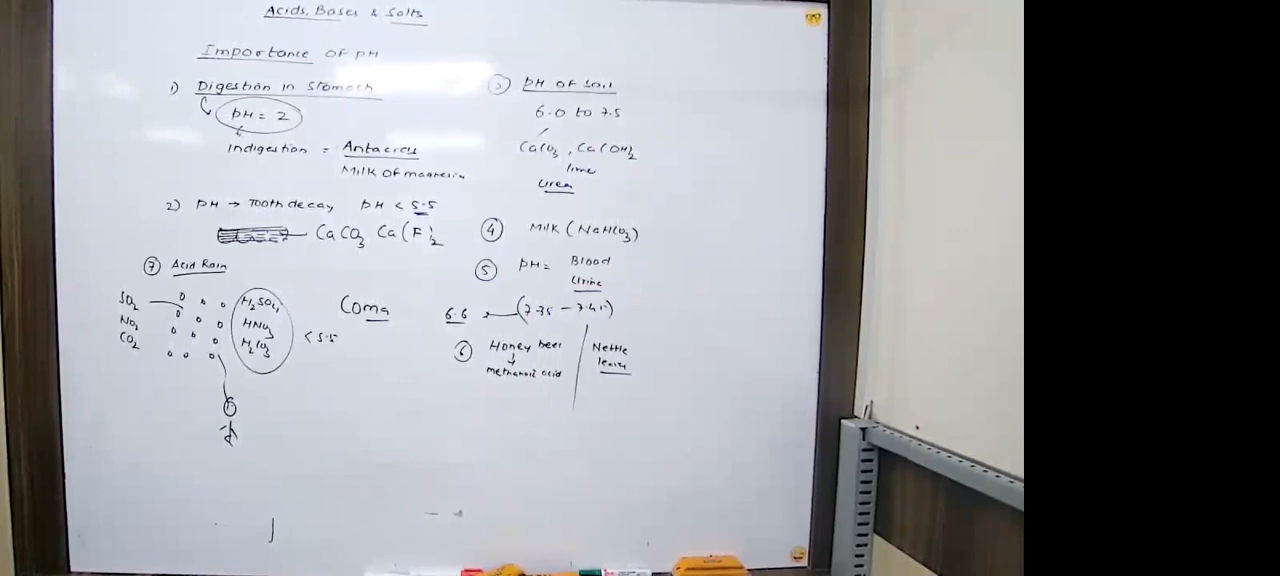 Acids, Bases & Salts
Importance OF PH
1) Digestion in stomach
PH = 2
Indigestion = Antacids
Milk of magnesia
2) PH → Tooth decay PH < 5.5
CaCO3 Ca(F)2
7 Acid Rain
SO2
NO2
CO2
H2SO4
HNO3
H2CO3
< 5.5
Coma
3 PH OF SOIL
6.0 to 7.5
CaCO3, Ca(OH)2
lime
Urea
4 Milk (NaHCO3)
5 PH = Blood
Urine
6.6 (7.35 – 7.45)
6 Honey bees
methanoic acid
Nettle
leaves